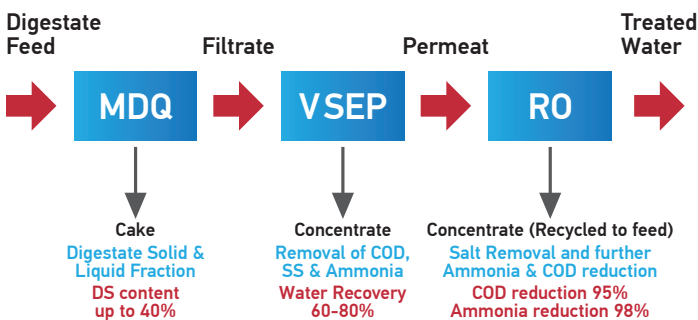 Digestate
Feed
Filtrate
Permeat
Treated
Water
MDQ
VSEP
RO
Cake
Digestate Solid &
Liquid Fraction
DS content
up to 40%
Concentrate
Removal of COD,
SS & Ammonia
Water Recovery
60-80%
Concentrate (Recycled to feed)
Salt Removal and further
Ammonia & COD reduction
COD reduction 95%
Ammonia reduction 98%